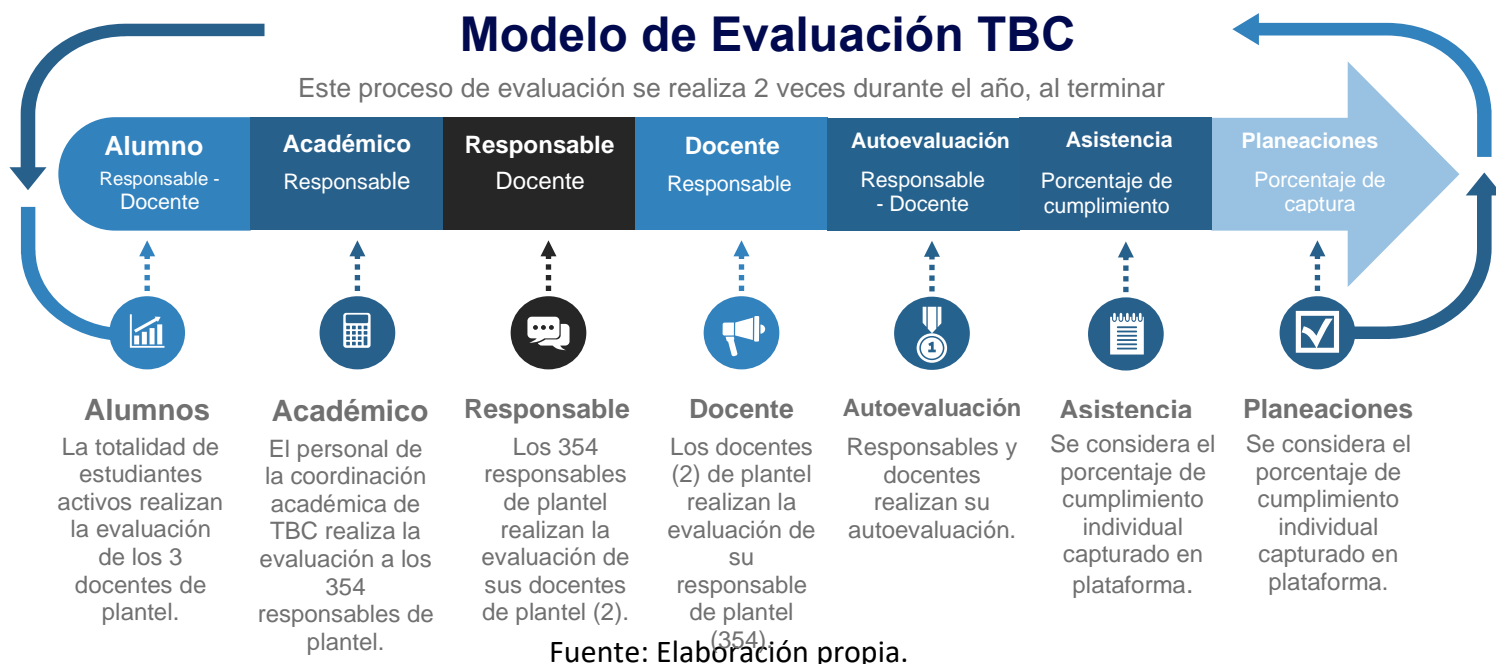 Modelo de Evaluación TBC
Este proceso de evaluación se realiza 2 veces durante el año, al terminar
Alumno
Responsable -
Docente
Académico
Responsable
Responsable
Docente
Docente
Responsable
Autoevaluación
Responsable
- Docente
Asistencia
Porcentaje de
cumplimiento
Planeaciones
Porcentaje de
captura
1
Alumnos
La totalidad de
estudiantes
activos realizan
la evaluación
de los 3
docentes de
plantel.
Académico
El personal de
la coordinación
académica de
TBC realiza la
evaluación a los
354
responsables de
plantel.
Responsable
Los 354
responsables
de plantel
realizan la
evaluación de
sus docentes
de plantel (2).
Docente
Los docentes
(2) de plantel
realizan la
evaluación de
su
responsable
de plantel
(354).
Autoevaluación
Responsables y
docentes
realizan su
autoevaluación.
Asistencia
Se considera el
porcentaje de
cumplimiento
individual
capturado en
plataforma.
Planeaciones
Se considera el
porcentaje de
cumplimiento
individual
capturado en
plataforma.
Fuente: Elaboración propia.